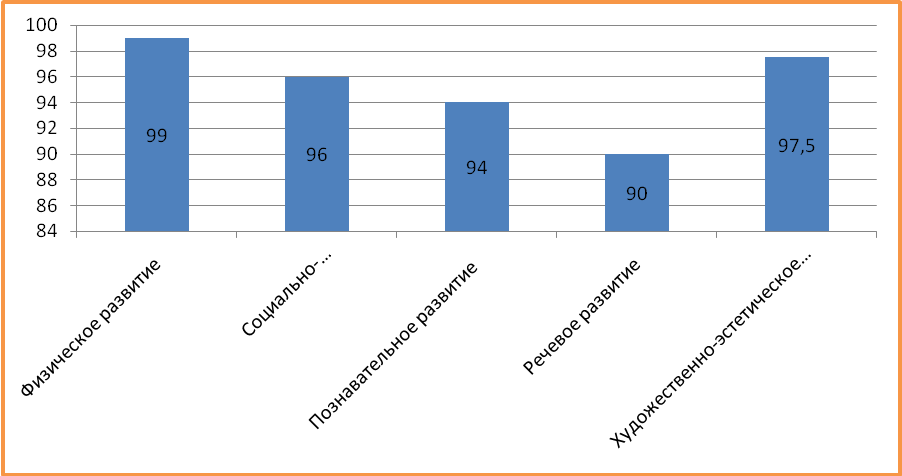 100
98
96
94
92
90
88
86
84
99
96
94
90
97,5
Физическое развитие
Социально-...
Познавательное развитие
Речевое развитие
Художественно-эстетическое...